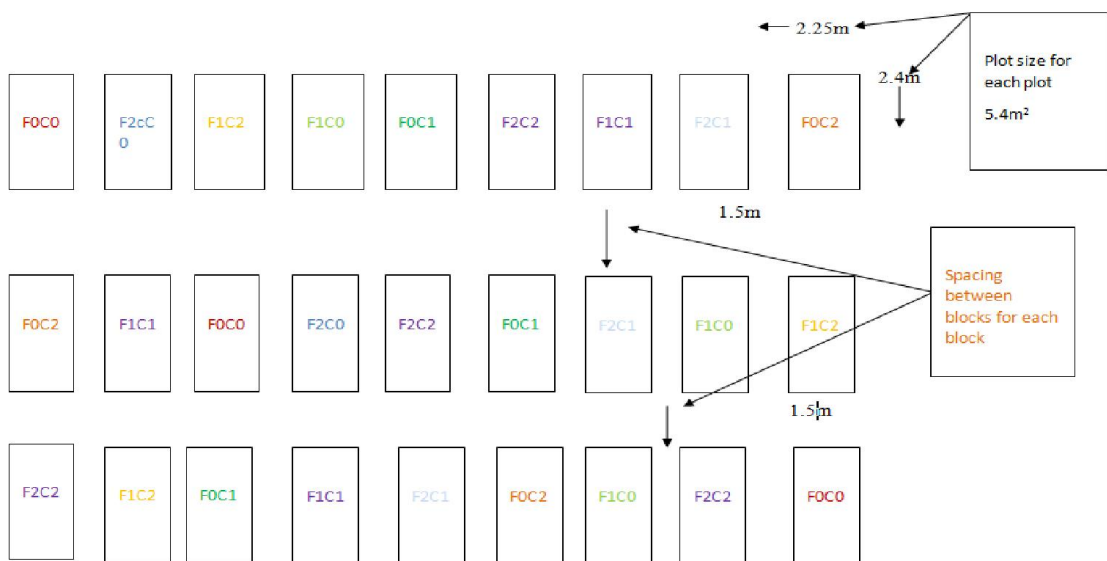 2.25m
Plot size for
each plot
5.4m²
2.4m
F0C0 F2cC F1C2 F1C0 F0C1 F2C2 F1C1 F2C1 F0C2
0
1.5m
Spacing
between
blocks for each
block
F0C2 F1C1 F0C0 F2C0 F2C2 F0C1 F2C1 F1C0 F1C2
1.5m
F2C2 F1C2 F0C1 F1C1 F2C1 F0C2 F1C0 F2C2 F0C0